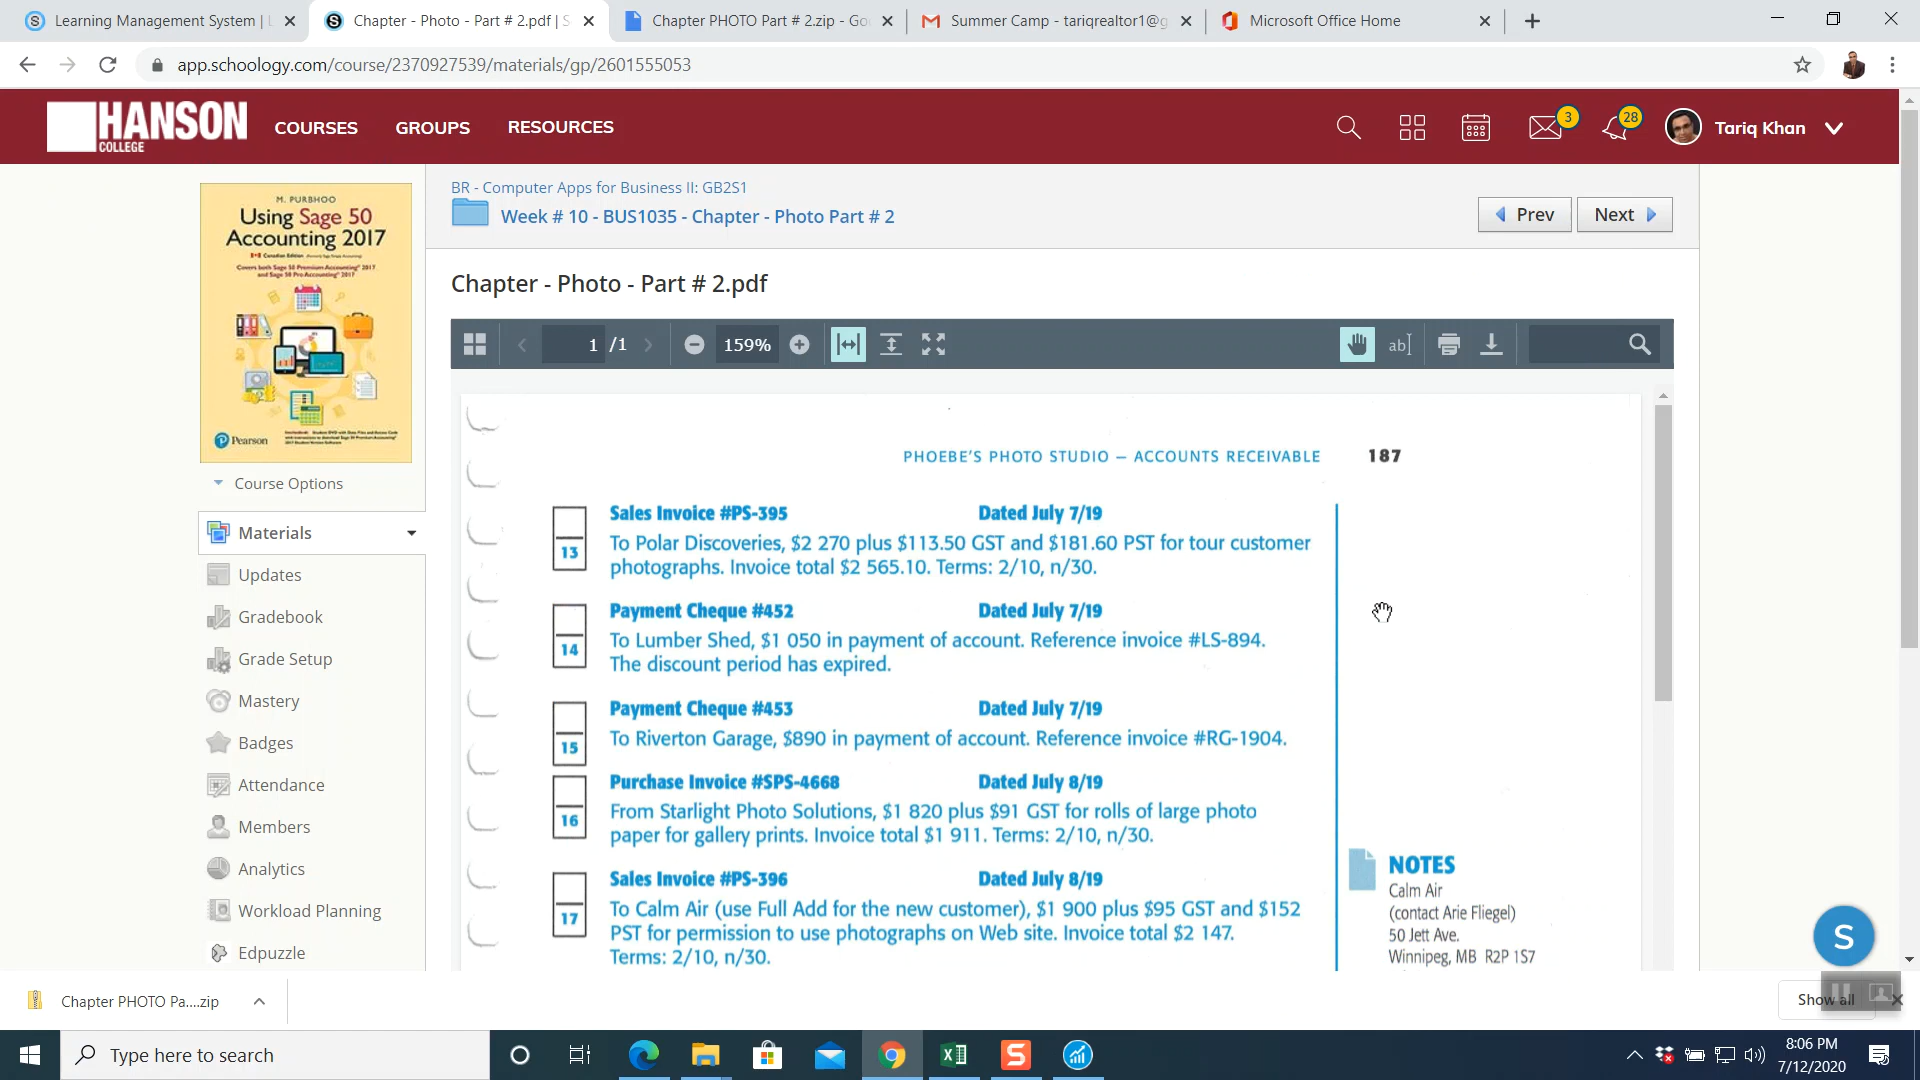 Learning Management System | L
Chapter - Photo - Part # 2.pdf | S
Chapter PHOTO Part # 2.zip - Goo
Summer Camp - tariqrealtor1@g
Microsoft Office Home
app.schoology.com/course/2370927539/materials/gp/2601555053
HANSON
COLLEGE
COURSES
GROUPS
RESOURCES
3
28
Tariq Khan
M. PURBHOO
Using Sage 50
Accounting 2017
Pearson
Course Options
Materials
Updates
Gradebook
Grade Setup
Mastery
Badges
Attendance
Members
Analytics
Workload Planning
Edpuzzle
BR - Computer Apps for Business II: GB2S1
Week # 10 - BUS1035 - Chapter - Photo Part # 2
Prev
Next
Chapter - Photo - Part # 2.pdf
1 /1
159%
ab
PHOEBE'S PHOTO STUDIO — ACCOUNTS RECEIVABLE 187
Sales Invoice #PS-395 Dated July 7/19
13
To Polar Discoveries, $2 270 plus $113.50 GST and $181.60 PST for tour customer
photographs. Invoice total $2 565.10. Terms: 2/10, n/30.
Payment Cheque #452 Dated July 7/19
14
To Lumber Shed, $1 050 in payment of account. Reference invoice #LS-894.
The discount period has expired.
Payment Cheque #453 Dated July 7/19
15
To Riverton Garage, $890 in payment of account. Reference invoice #RG-1904.
Purchase Invoice #SPS-4668 Dated July 8/19
16
From Starlight Photo Solutions, $1 820 plus $91 GST for rolls of large photo
paper for gallery prints. Invoice total $1 911. Terms: 2/10, n/30.
Sales Invoice #PS-396 Dated July 8/19
17
To Calm Air (use Full Add for the new customer), $1 900 plus $95 GST and $152
PST for permission to use photographs on Web site. Invoice total $2 147.
Terms: 2/10, n/30.
NOTES
Calm Air
(contact Arie Fliegel)
50 Jett Ave.
Winnipeg, MB R2P 1S7
S
Chapter PHOTO Pa....zip
Show all
Type here to search
8:06 PM
7/12/2020